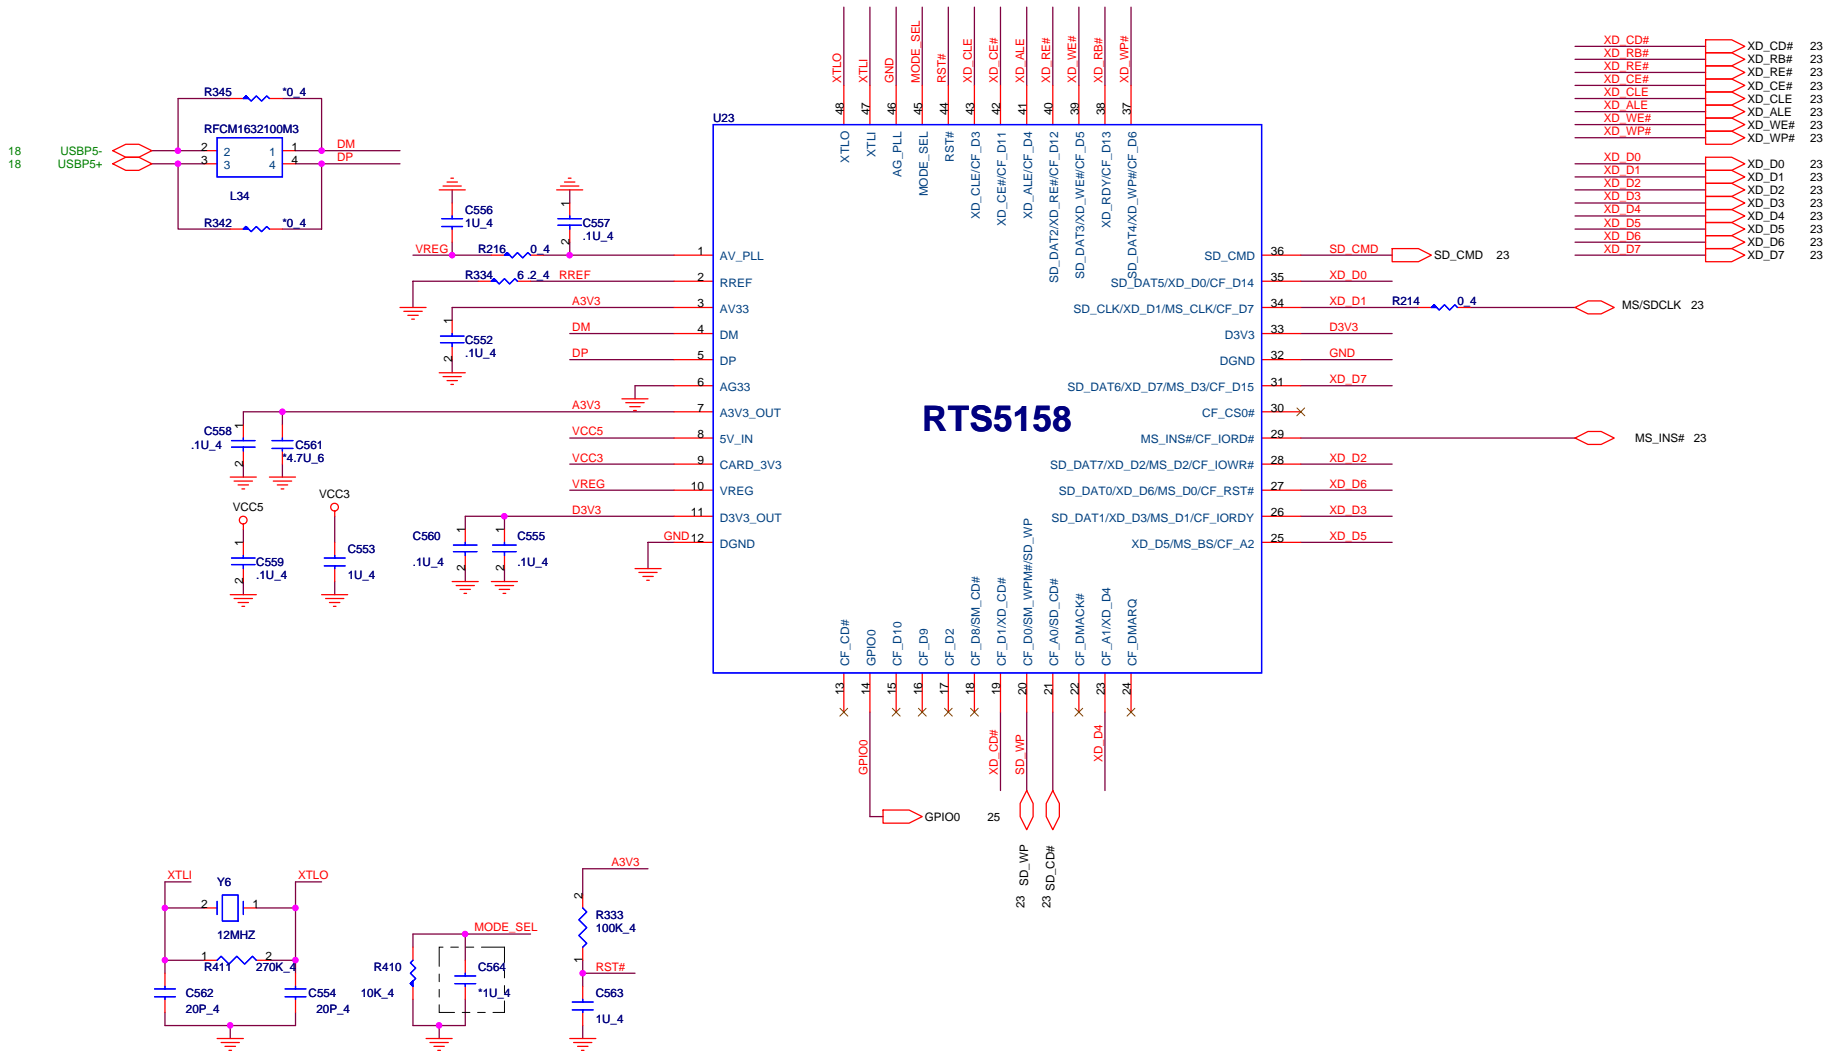 XTLO
XTLI
GND
MODE_SEL
RST#
XD_CLE
XD_CE#
XD_ALE
XD_RE#
XD_WE#
XD_RB#
XD_WP#
48
47
46
45
44
43
42
41
40
39
38
37
U23
XTLO
XTLI
AG_PLL
MODE_SEL
RST#
XD_CLE/CF_D3
XD_CE#/CF_D11
XD_ALE/CF_D4
SD_DAT2/XD_RE#/CF_D12
SD_DAT3/XD_WE#/CF_D5
XD_RDY/CF_D13
SD_DAT4/XD_WP#/CF_D6
XD_CD# XD_CD# 23
XD_RB# XD_RB# 23
XD_RE# XD_RE# 23
XD_CE# XD_CE# 23
XD_CLE XD_CLE 23
XD_ALE XD_ALE 23
XD_WE# XD_WE# 23
XD_WP# XD_WP# 23
XD_D0 XD_D0 23
XD_D1 XD_D1 23
XD_D2 XD_D2 23
XD_D3 XD_D3 23
XD_D4 XD_D4 23
XD_D5 XD_D5 23
XD_D6 XD_D6 23
XD_D7 XD_D7 23
R345 *0_4
RFCM1632100M3
18 USBP5- 2 2 1 1 DM
18 USBP5+ 3 3 4 4 DP
L34
R342 *0_4
C556
1U_4
1
C557
.1U_4
2
VREG R216 0_4 1 AV_PLL
R334 6.2_4 RREF 2 RREF
A3V3 3 AV33
1
C552
.1U_4
2
DM 4 DM
DP 5 DP
6 AG33
A3V3 7 A3V3_OUT
VCC5 8 5V_IN
VCC3 9 CARD_3V3
VREG 10 VREG
D3V3 11 D3V3_OUT
GND 12 DGND
C558 1
.1U_4
2
C561
*4.7U_6
VCC5
1
C559
.1U_4
2
VCC3
C553
1U_4
C560 1
.1U_4
2
1 C555
.1U_4
2
RTS5158
SD_CMD 36 SD_CMD SD_CMD 23
SD_DAT5/XD_D0/CF_D14 35 XD_D0
SD_CLK/XD_D1/MS_CLK/CF_D7 34 XD_D1 R214 0_4 MS/SDCLK 23
D3V3 33 D3V3
DGND 32 GND
SD_DAT6/XD_D7/MS_D3/CF_D15 31 XD_D7
CF_CS0# 30
MS_INS#/CF_IORD# 29 MS_INS# 23
SD_DAT7/XD_D2/MS_D2/CF_IOWR# 28 XD_D2
SD_DAT0/XD_D6/MS_D0/CF_RST# 27 XD_D6
SD_DAT1/XD_D3/MS_D1/CF_IORDY 26 XD_D3
XD_D5/MS_BS/CF_A2 25 XD_D5
CF_CD#
GPIO0
CF_D10
CF_D9
CF_D2
CF_D8/SM_CD#
CF_D1/XD_CD#
CF_D0/SM_WPM#/SD_WP
CF_A0/SD_CD#
CF_DMACK#
CF_A1/XD_D4
CF_DMARQ
13
14
15
16
17
18
19
20
21
22
23
24
GPIO0
XD_CD#
SD_WP
XD_D4
GPIO0 25
23 SD_WP
23 SD_CD#
XTLI Y6 XTLO
2 1
12MHZ
1 2
R411 270K_4
C562
20P_4
C554
20P_4
MODE_SEL
R410
10K_4
C564
*1U_4
A3V3
2
R333
100K_4
1
RST#
C563
1U_4